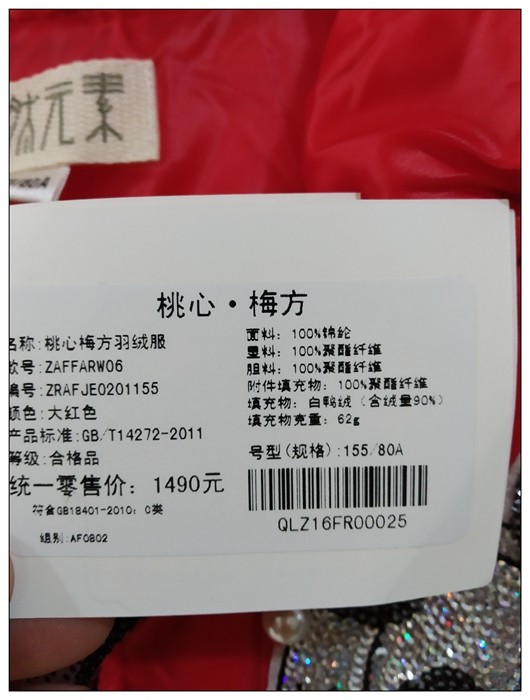 元素
80A
桃心·梅方
名称:桃心梅方羽绒服
款号:ZAFFARW06
编号:ZRAFJE0201155
颜色:大红色
产品标准:GB/T14272-2011
等级:合格品
统一零售价: 1490元
符合GB18401-2010: C类
组别:AF0802
面料: 100%锦纶
里料: 100%聚酯纤维
胆料: 100%聚酯纤维
附件填充物: 100%聚酯纤维
填充物: 白鸭绒 (含绒量90%)
填充物克重: 62g
号型(规格):155/80A
QLZ16FR00025